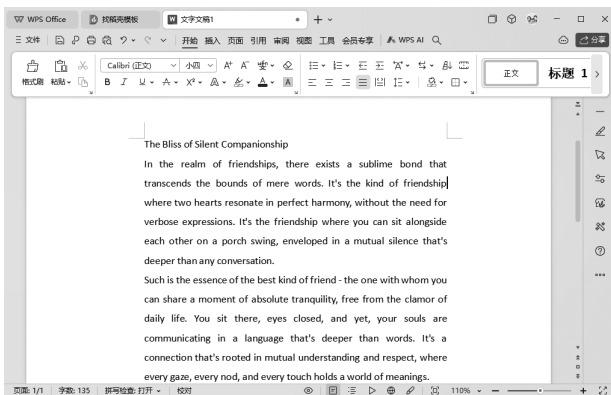 WPS Office
找稿壳模板
文字文稿1
文件
开始 插入 页面 引用 审阅 视图 工具 会员专享
WPS AI
分享
格式刷 粘贴
Calibri (正文) 小四 A+ A-
B I U A X² A A A
正文
标题 1
The Bliss of Silent Companionship
In the realm of friendships, there exists a sublime bond that
transcends the bounds of mere words. It's the kind of friendship
where two hearts resonate in perfect harmony, without the need for
verbose expressions. It's the friendship where you can sit alongside
each other on a porch swing, enveloped in a mutual silence that's
deeper than any conversation.
Such is the essence of the best kind of friend - the one with whom you
can share a moment of absolute tranquility, free from the clamor of
daily life. You sit there, eyes closed, and yet, your souls are
communicating in a language that's deeper than words. It's a
connection that's rooted in mutual understanding and respect, where
every gaze, every nod, and every touch holds a world of meanings.
页面: 1/1 字数: 135 拼写检查: 打开 校对
110%